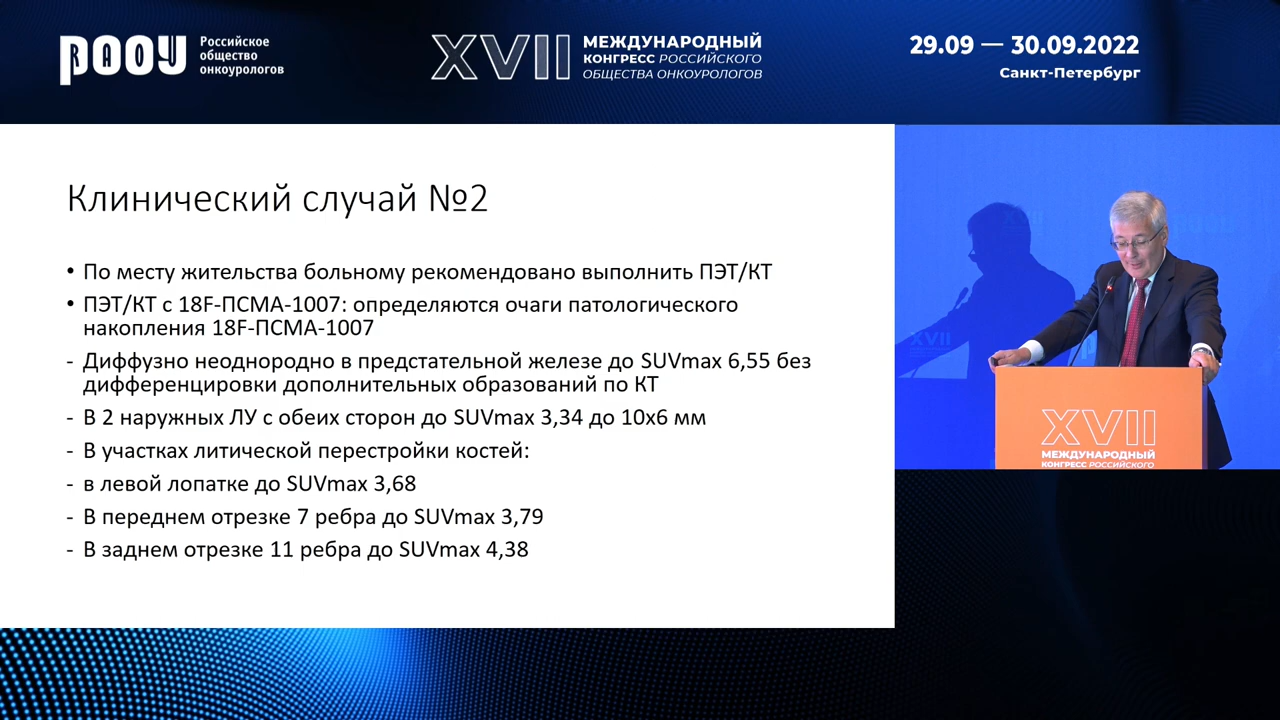 РАОУ
Российское
общество
онкоурологов
XVII
МЕЖДУНАРОДНЫЙ
КОНГРЕСС РОССИЙСКОГО
ОБЩЕСТВА ОНКОУРОЛОГОВ
29.09 — 30.09.2022
Санкт-Петербург
Клинический случай №2
• По месту жительства больному рекомендовано выполнить ПЭТ/КТ
• ПЭТ/КТ с 18F-ПСМА-1007: определяются очаги патологического
накопления 18F-ПСМА-1007
- Диффузно неоднородно в предстательной железе до SUVmax 6,55 без
дифференцировки дополнительных образований по КТ
- В 2 наружных ЛУ с обеих сторон до SUVmax 3,34 до 10х6 мм
- В участках литической перестройки костей:
- в левой лопатке до SUVmax 3,68
- В переднем отрезке 7 ребра до SUVmax 3,79
- В заднем отрезке 11 ребра до SUVmax 4,38
XVII
XVII
МЕЖДУНАРОДНЫЙ
КОНГРЕСС РОССИЙСКОГО